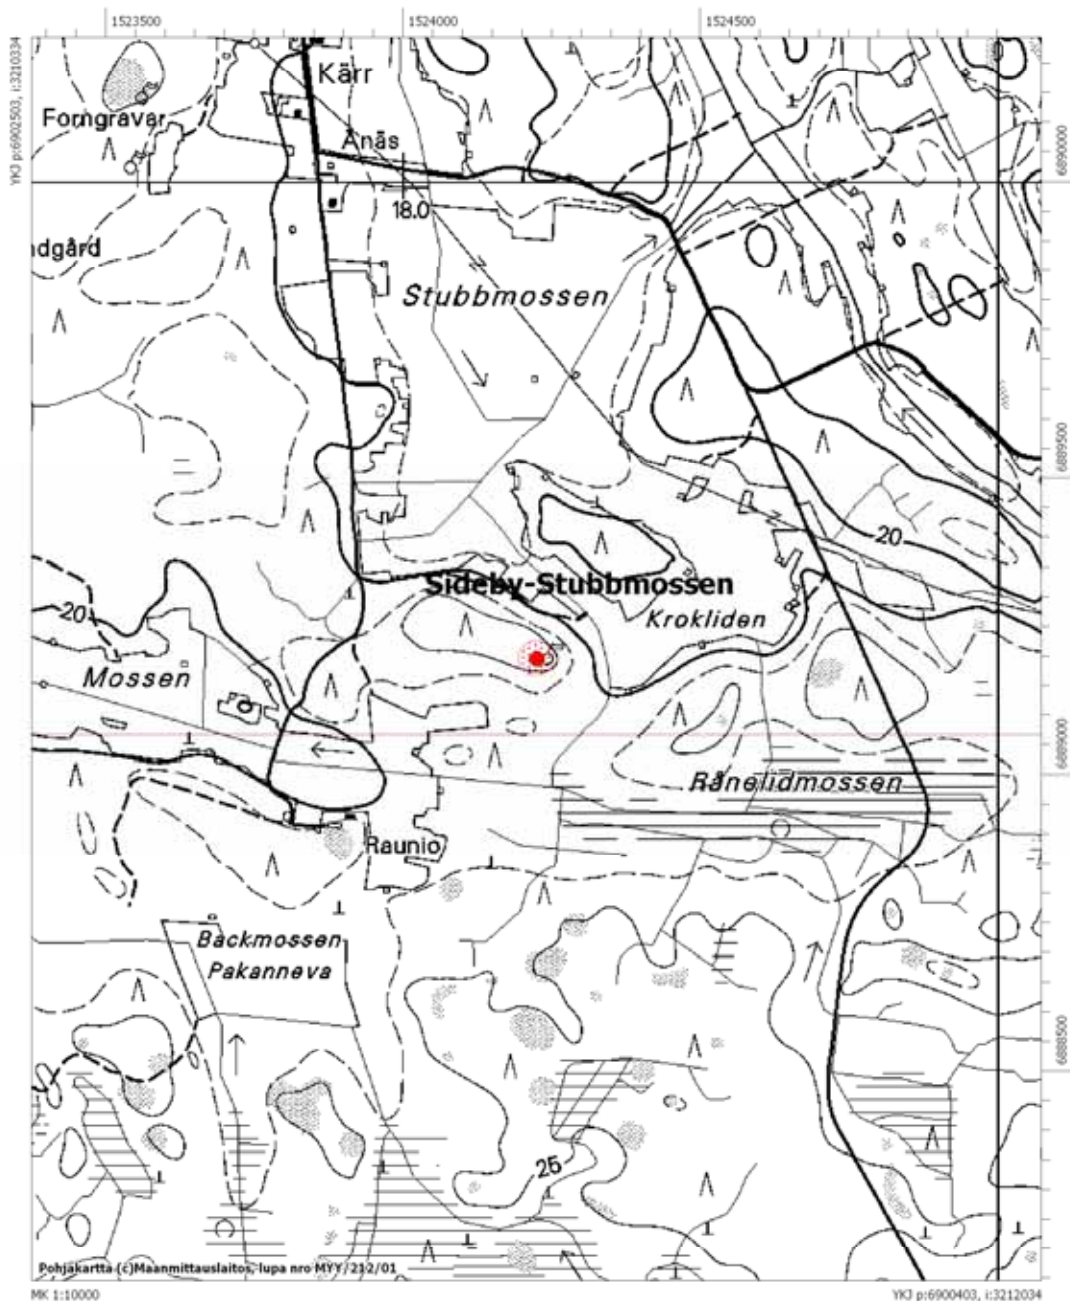 1523500
1524000
1524500
YKJ p:6902503, i:3210334
Kärr
Forngravar
Ånäs
6890000
18.0
ndgård
Stubbmossen
6889500
20
Sideby-Stubbmossen
20
Krokliden
Mossen
6889000
Rånelidmossen
Raunio
Backmossen
Pakanneva
6888500
25
Pohjakartta (c)Maanmittauslaitos, lupa nro MYY/212/01
MK 1:10000
YKJ p:6900403, i:3212034